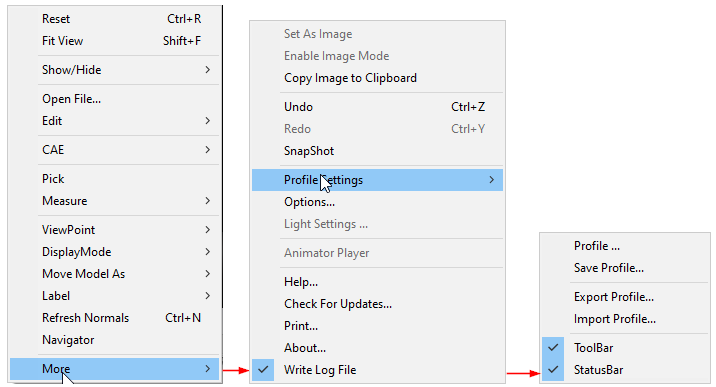 Reset Ctrl+R
Fit View Shift+F
Show/Hide
Open File...
Edit
CAE
Pick
Measure
ViewPoint
DisplayMode
Move Model As
Label
Refresh Normals Ctrl+N
Navigator
More
Set As Image
Enable Image Mode
Copy Image to Clipboard
Undo Ctrl+Z
Redo Ctrl+Y
SnapShot
Profile Settings
Options...
Light Settings ...
Animator Player
Help...
Check For Updates...
Print...
About...
Write Log File
Profile ...
Save Profile...
Export Profile...
Import Profile...
ToolBar
StatusBar